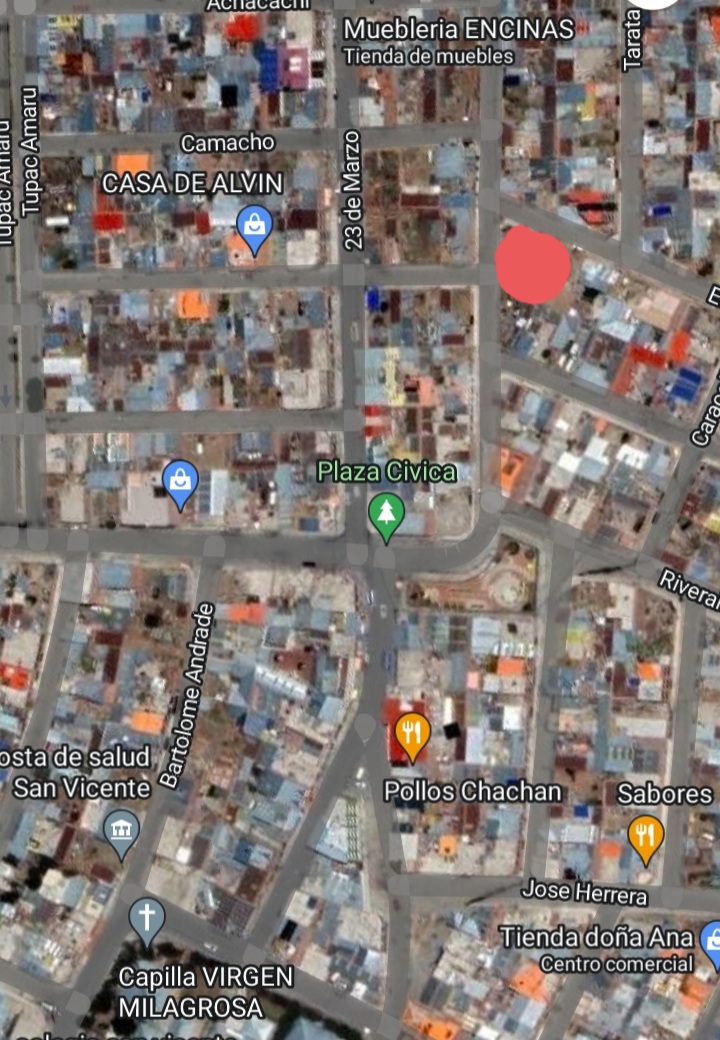 Achacachi
Muebleria ENCINAS
Tienda de muebles
Tarata
Tupac Amaru
Tupac Amaru
Camacho
23 de Marzo
CASA DE ALVIN
Plaza Civica
Bartolome Andrade
osta de salud
San Vicente
Pollos Chachan
Sabores
Jose Herrera
Tienda doña Ana
Centro comercial
Capilla VIRGEN
MILAGROSA